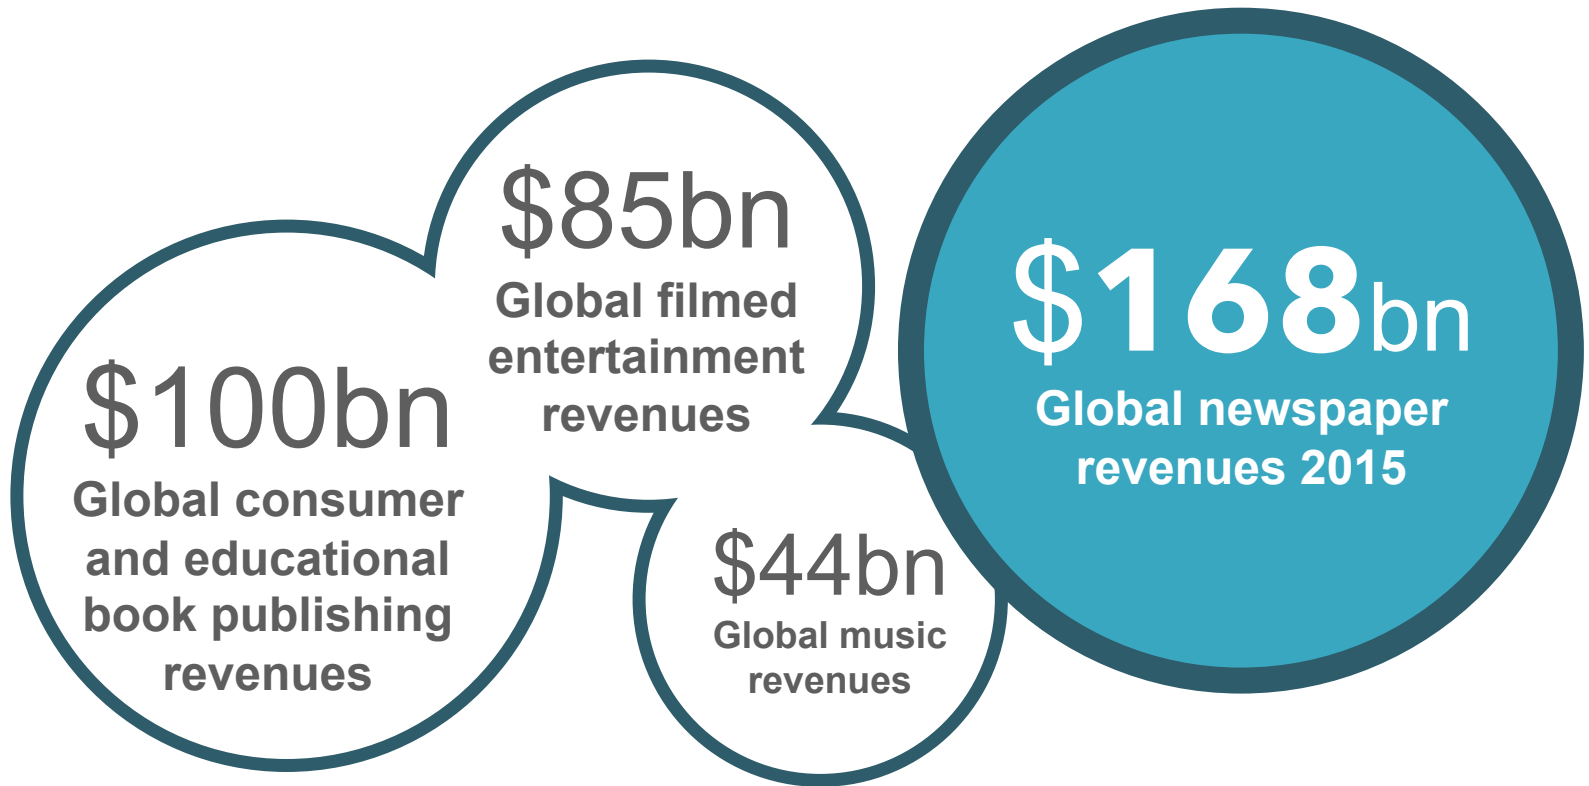 $100bn
Global consumer
and educational
book publishing
revenues
$85bn
Global filmed
entertainment
revenues
$44bn
Global music
revenues
$168bn
Global newspaper
revenues 2015